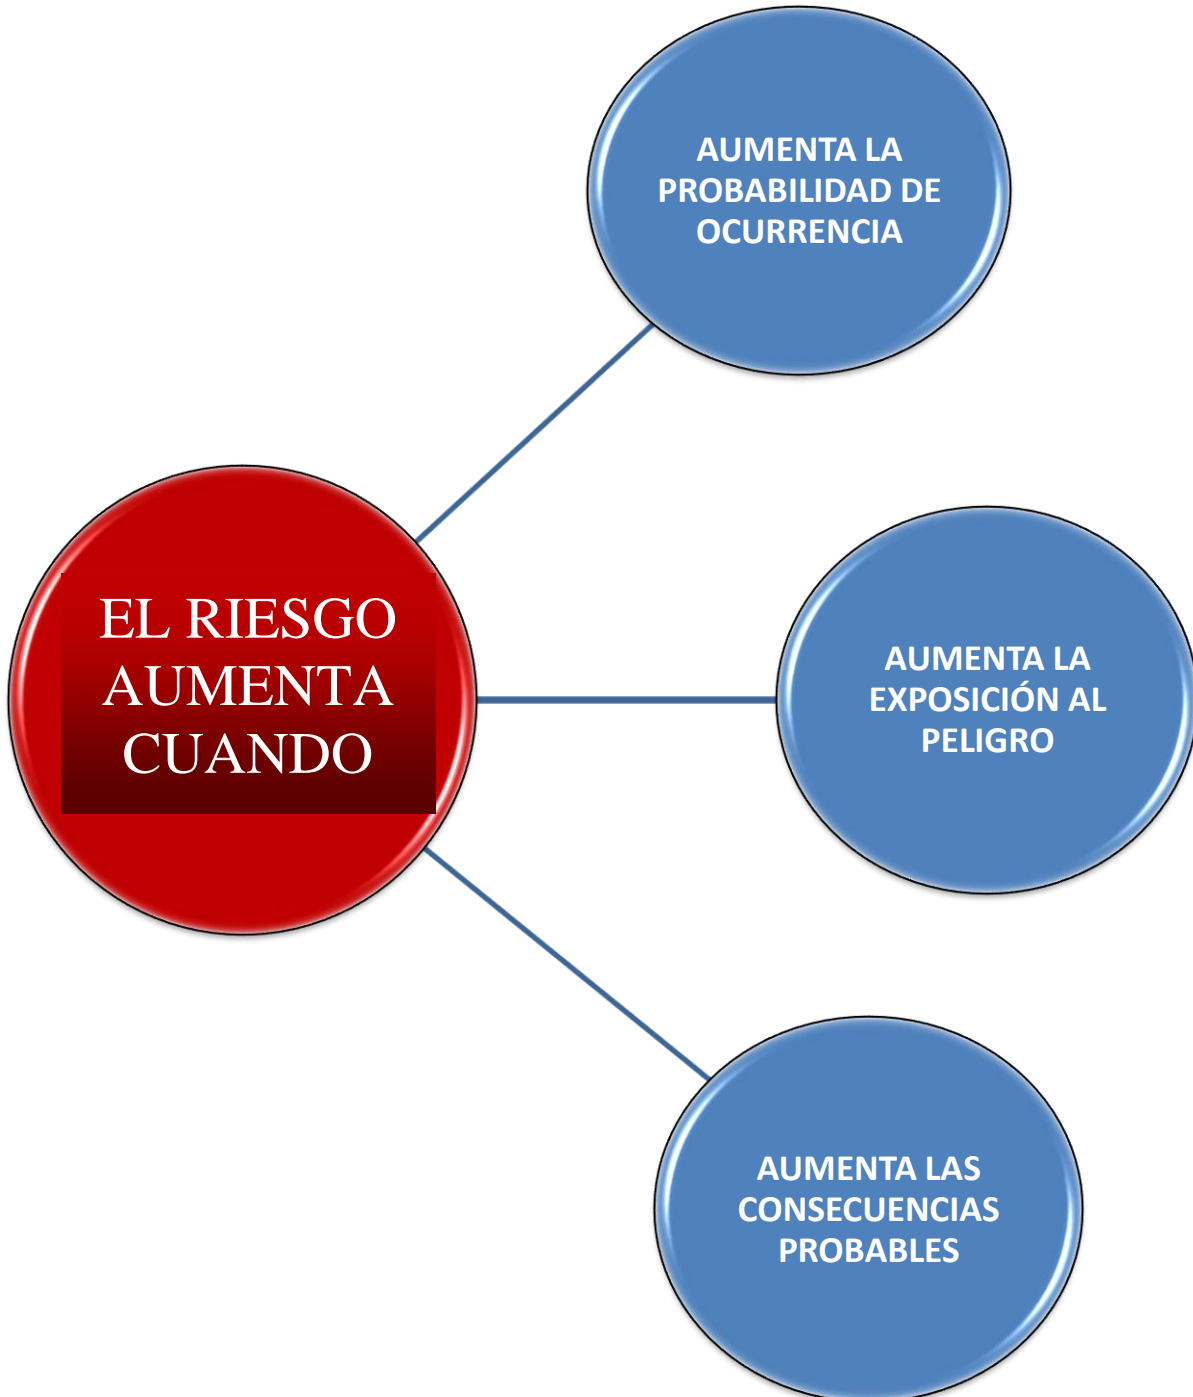 AUMENTA LA
PROBABILIDAD DE
OCURRENCIA
EL RIESGO
AUMENTA
CUANDO
AUMENTA LA
EXPOSICIÓN AL
PELIGRO
AUMENTA LAS
CONSECUENCIAS
PROBABLES